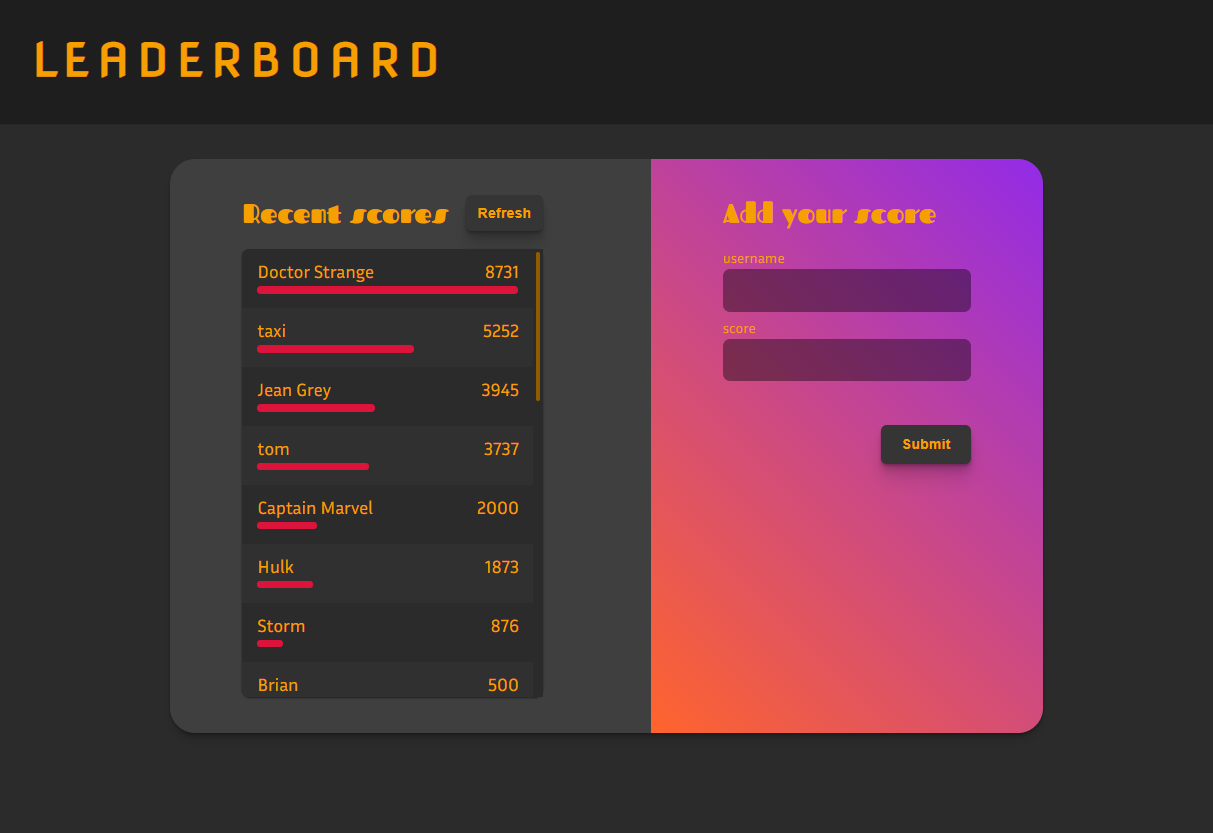 LEADERBOARD
Recent scores
Refresh
Doctor Strange 8731
taxi 5252
Jean Grey 3945
tom 3737
Captain Marvel 2000
Hulk 1873
Storm 876
Brian 500
Add your score
username
score
Submit